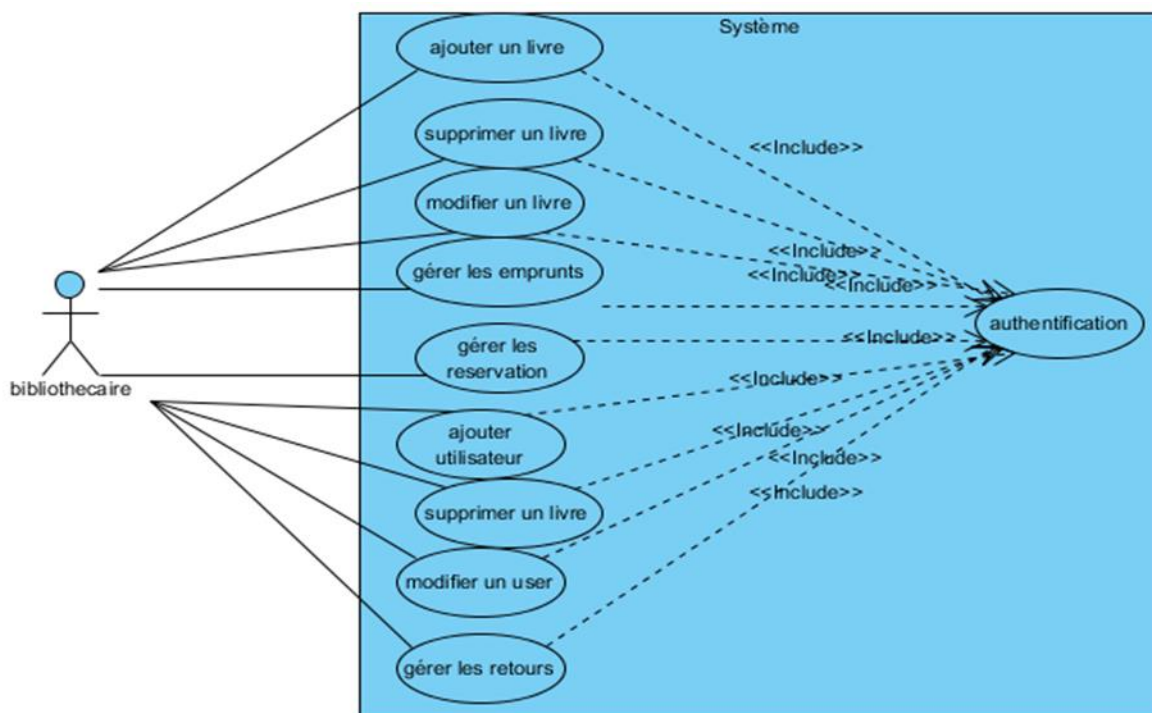 Système
ajouter un livre
<<Include>>
supprimer un livre
modifier un livre
<<Include>>
gérer les emprunts
<<Include>>
<<Include>>
authentification
gérer les
reservation
<<Include>>
bibliothecaire
<<Include>>
ajouter
utilisateur
<<Include>>
<<Include>>
supprimer un livre
<<Include>>
modifier un user
gérer les retours